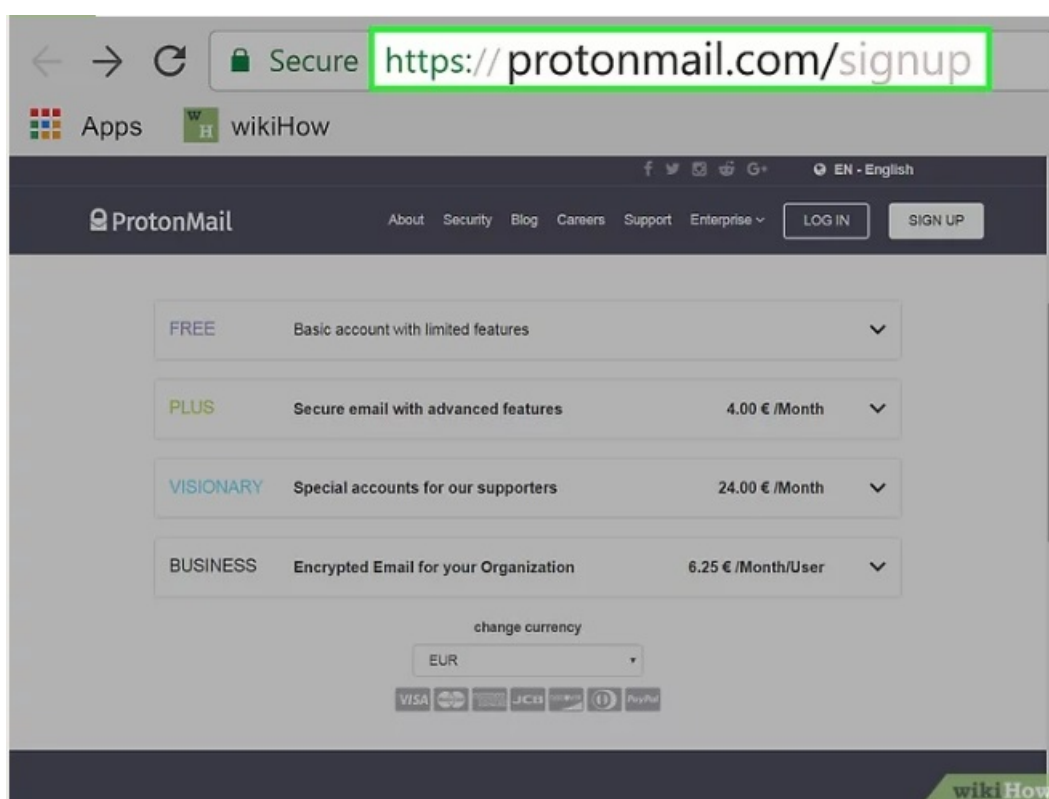 Secure https://protonmail.com/signup
Apps WH wikiHow
G+ EN - English
ProtonMail About Security Blog Careers Support Enterprise LOG IN SIGN UP
FREE Basic account with limited features
PLUS Secure email with advanced features 4.00 € /Month
VISIONARY Special accounts for our supporters 24.00 € /Month
BUSINESS Encrypted Email for your Organization 6.25 € /Month/User
change currency
EUR
VISA JCB PayPal
wikiHow